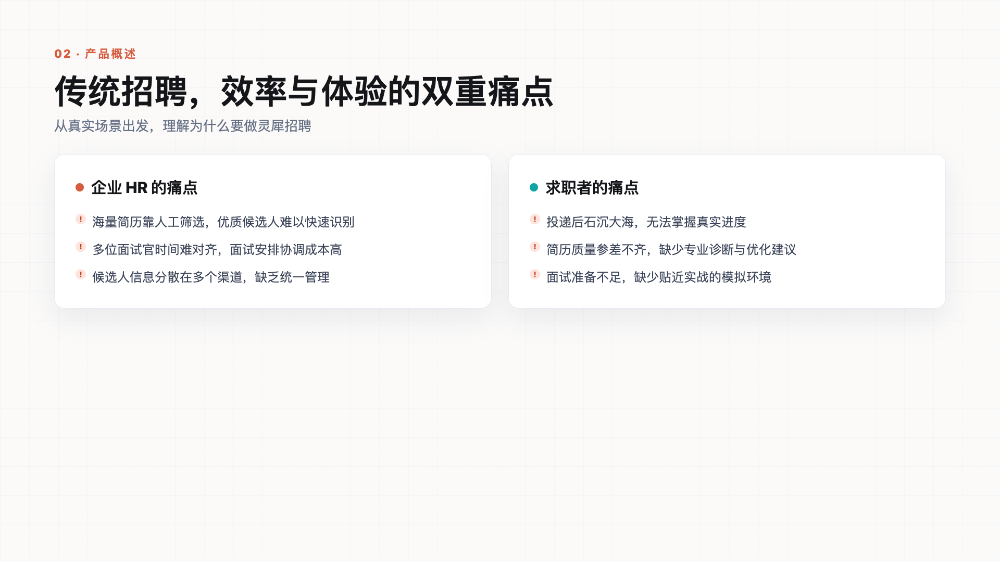 02 · 产品概述
传统招聘，效率与体验的双重痛点
从真实场景出发，理解为什么要做灵犀招聘
企业 HR 的痛点
! 海量简历靠人工筛选，优质候选人难以快速识别
! 多位面试官时间难对齐，面试安排协调成本高
! 候选人信息分散在多个渠道，缺乏统一管理
求职者的痛点
! 投递后石沉大海，无法掌握真实进度
! 简历质量参差不齐，缺少专业诊断与优化建议
! 面试准备不足，缺少贴近实战的模拟环境